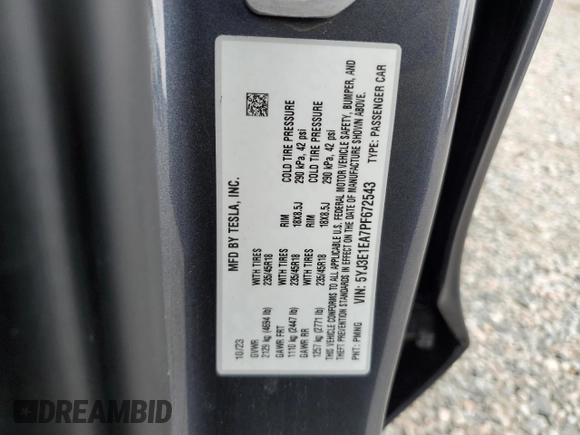 MFD BY TESLA, INC.
10/23
GVWR WITH TIRES RIM COLD TIRE PRESSURE
2129 kg (4694 lb) 235/45R18 18X8.5J 290 kPa, 42 psi
GAWR FRT WITH TIRES RIM COLD TIRE PRESSURE
1110 kg (2447 lb) 235/45R18 18X8.5J 290 kPa, 42 psi
GAWR RR WITH TIRES
1257 kg (2771 lb) 235/45R18
THIS VEHICLE CONFORMS TO ALL APPLICABLE U.S. FEDERAL MOTOR VEHICLE SAFETY, BUMPER, AND
THEFT PREVENTION STANDARDS IN EFFECT ON THE DATE OF MANUFACTURE SHOWN ABOVE.
VIN: 5YJ3E1EA7PF672543
PNT: PMNG TYPE: PASSENGER CAR
DREAMBID